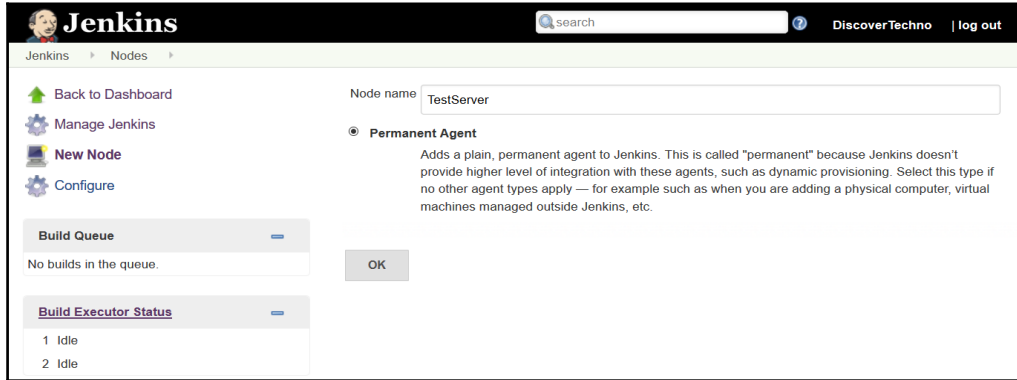 Jenkins
search
DiscoverTechno
| log out
Jenkins
Nodes
Back to Dashboard
Manage Jenkins
New Node
Configure
Build Queue
No builds in the queue.
Build Executor Status
1 Idle
2 Idle
Node name
TestServer
Permanent Agent
Adds a plain, permanent agent to Jenkins. This is called "permanent" because Jenkins doesn't
provide higher level of integration with these agents, such as dynamic provisioning. Select this type if
no other agent types apply — for example such as when you are adding a physical computer, virtual
machines managed outside Jenkins, etc.
OK